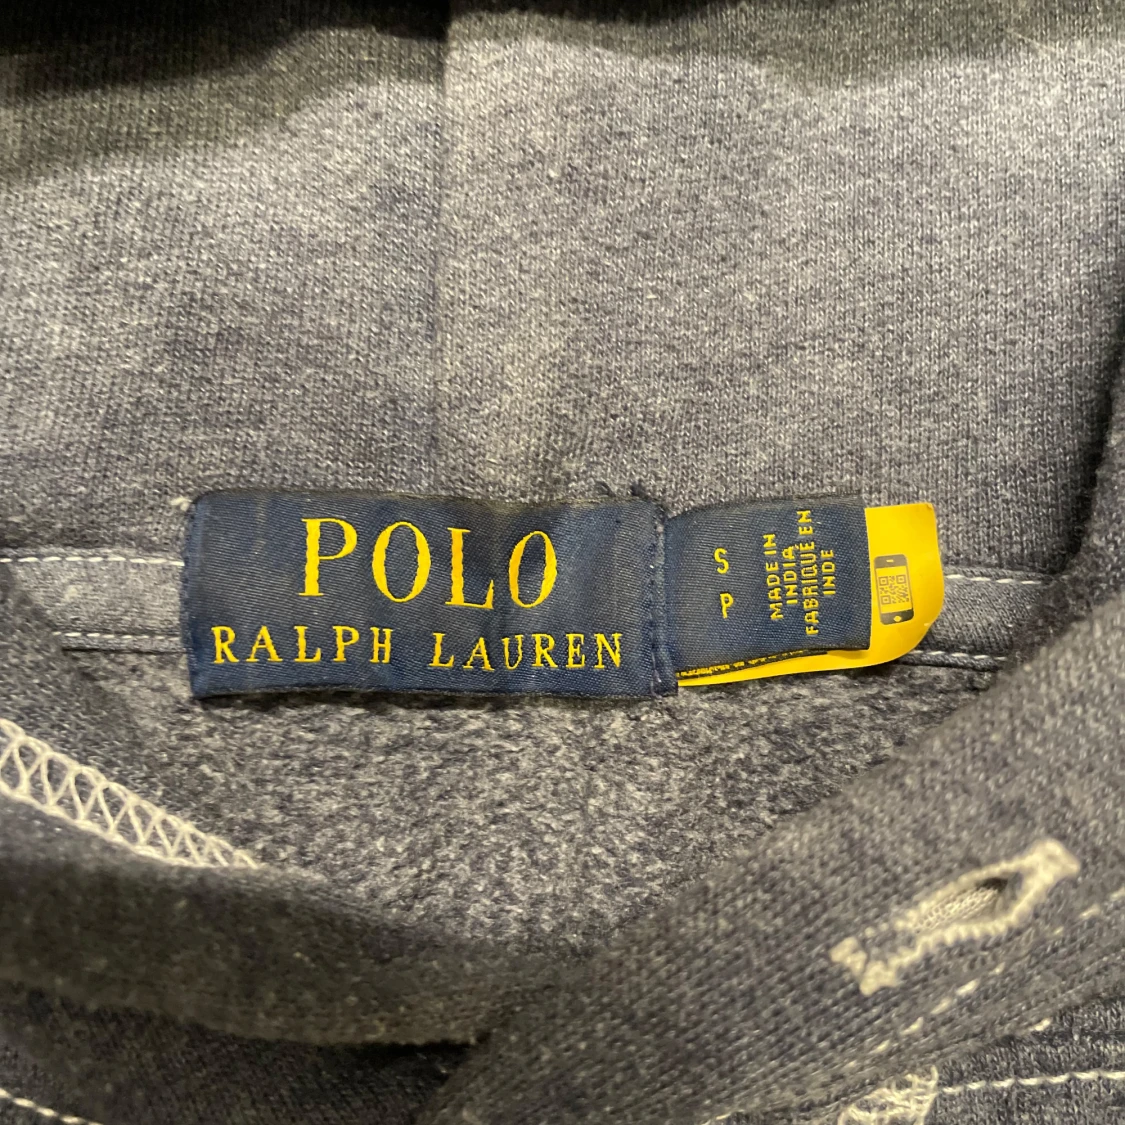 POLO
RALPH LAUREN
S
P
MADE IN
INDIA
FABRIQUÉ EN
INDE